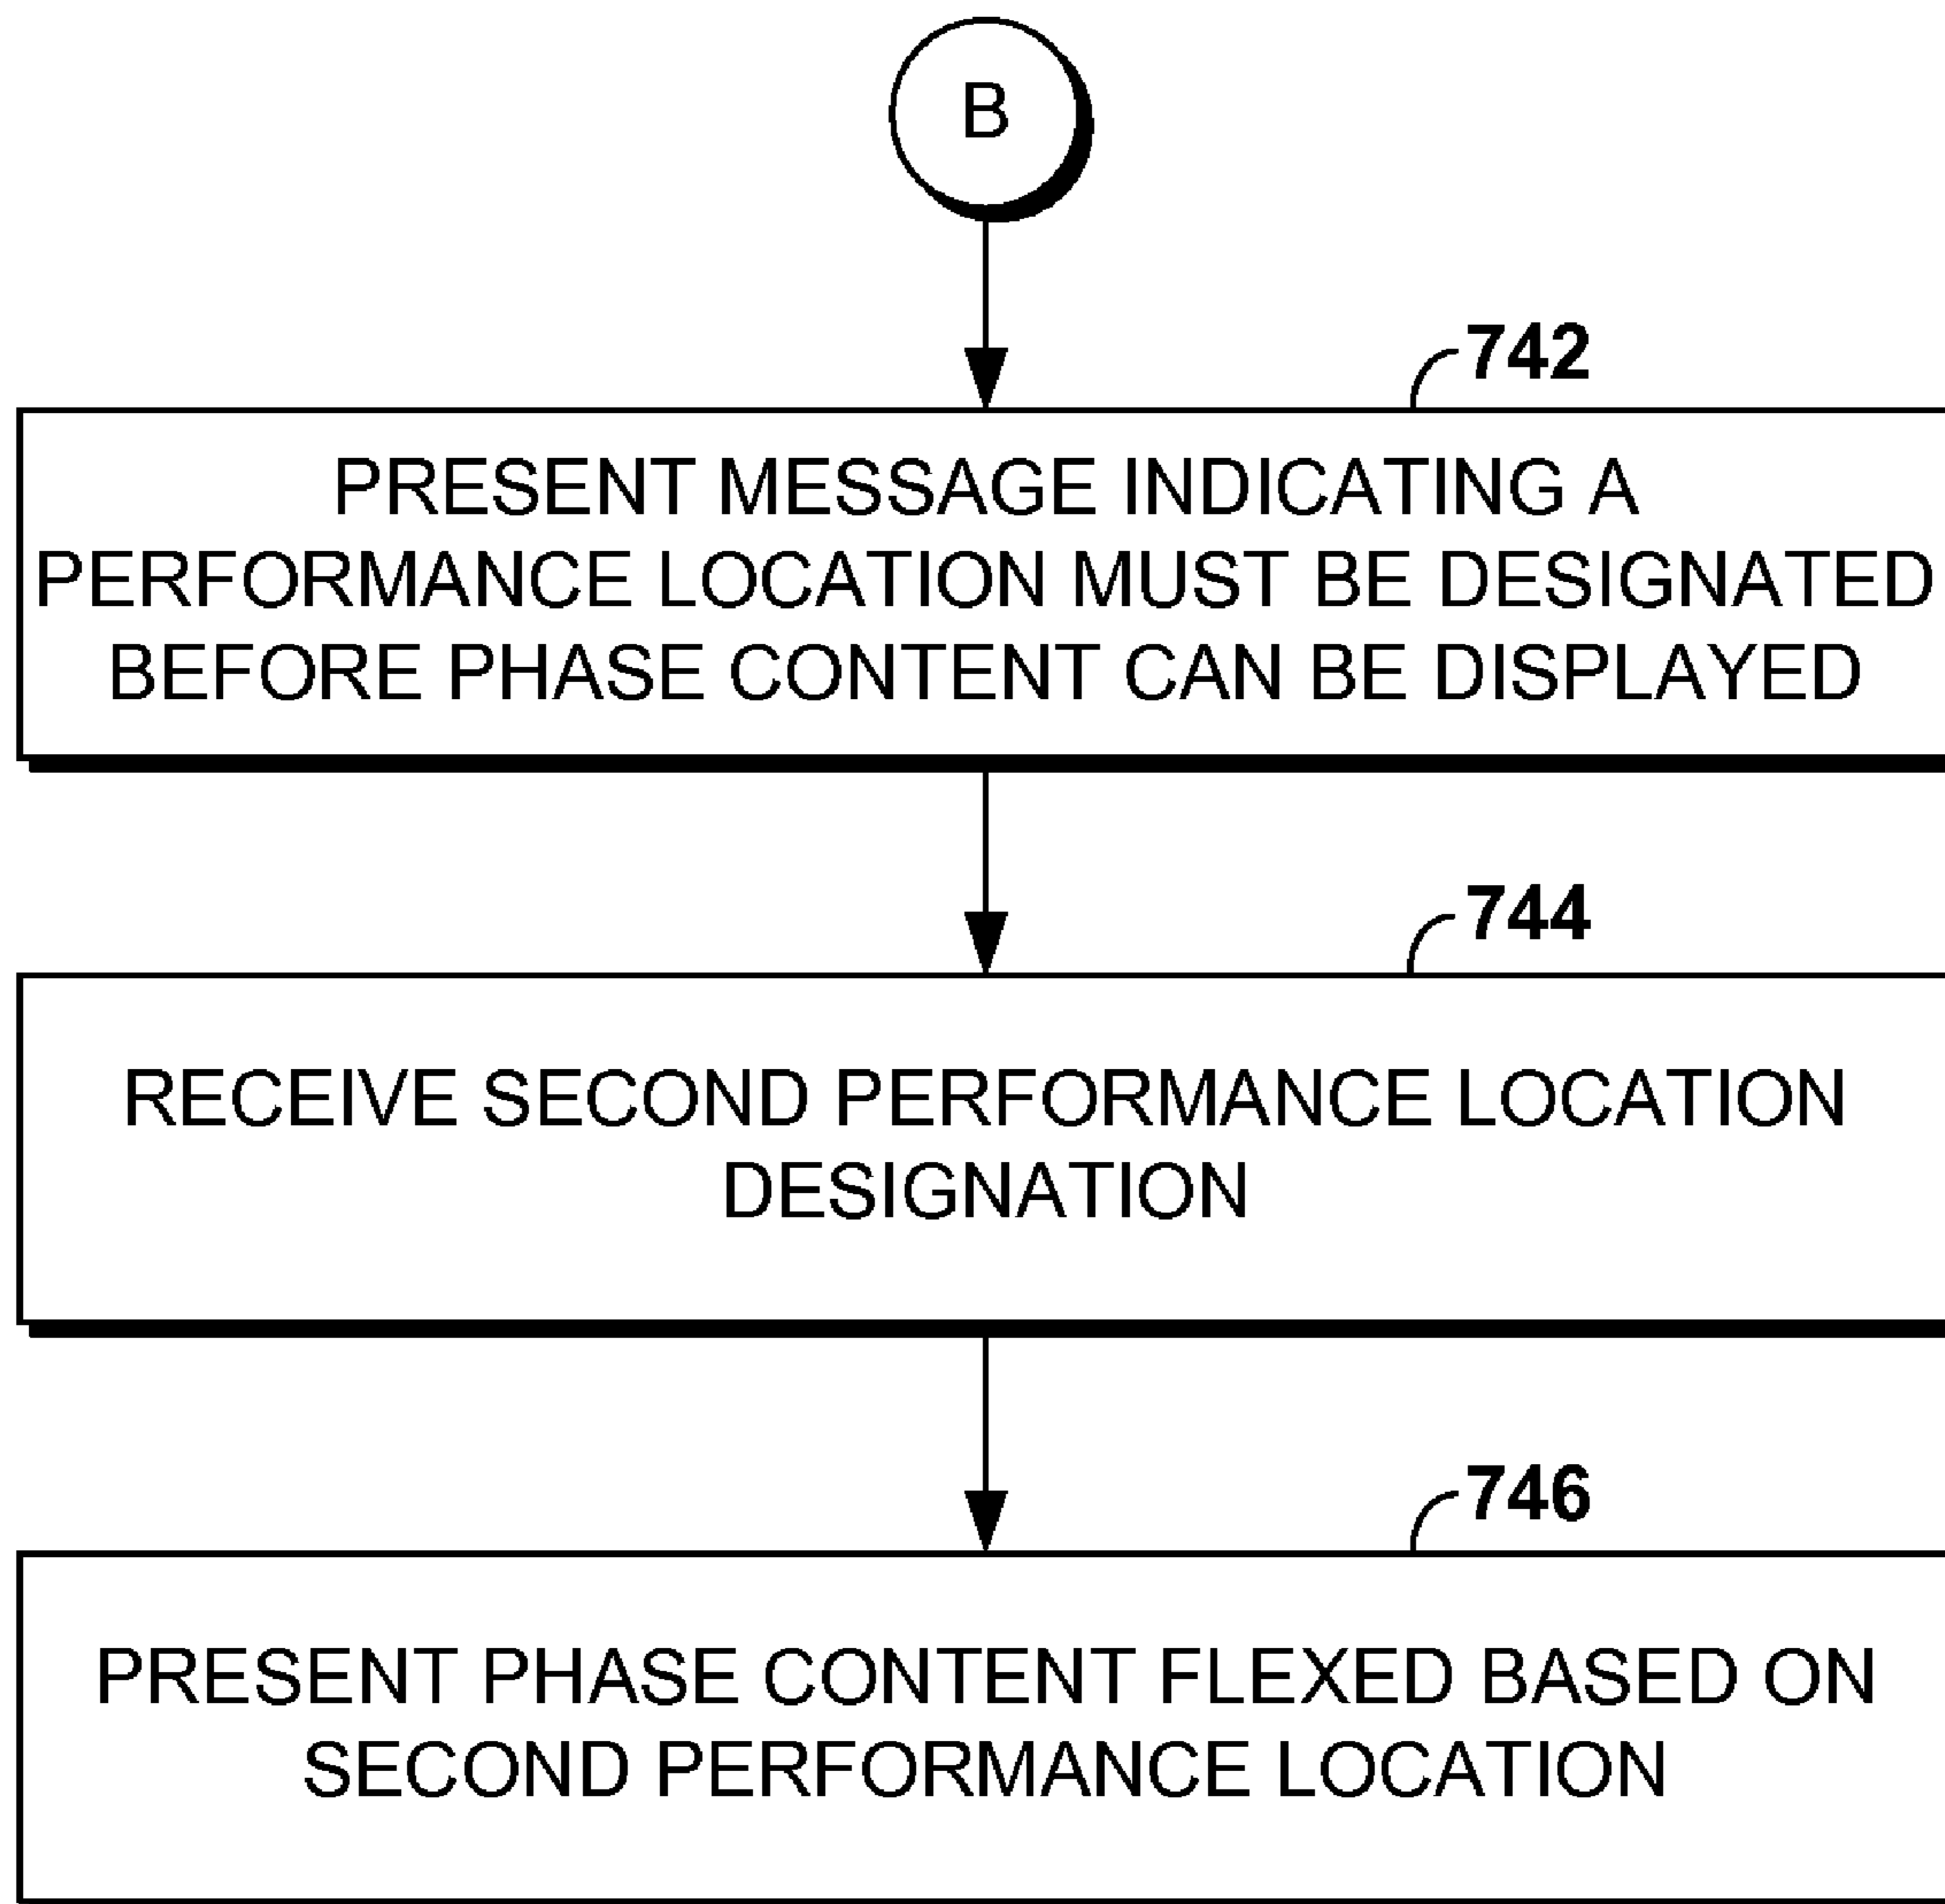 B
742
PRESENT MESSAGE INDICATING A
PERFORMANCE LOCATION MUST BE DESIGNATED
BEFORE PHASE CONTENT CAN BE DISPLAYED
744
RECEIVE SECOND PERFORMANCE LOCATION
DESIGNATION
746
PRESENT PHASE CONTENT FLEXED BASED ON
SECOND PERFORMANCE LOCATION